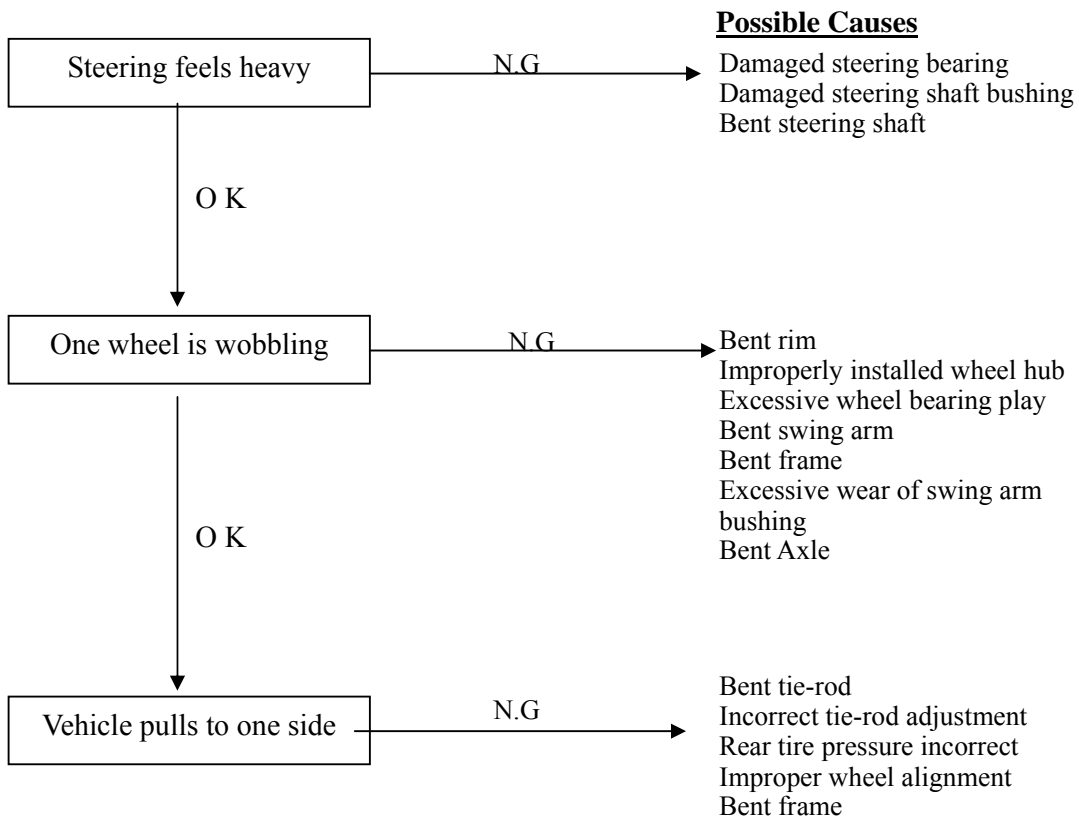 Possible Causes
Steering feels heavy
N.G
Damaged steering bearing
Damaged steering shaft bushing
Bent steering shaft
O K
One wheel is wobbling
N.G
Bent rim
Improperly installed wheel hub
Excessive wheel bearing play
Bent swing arm
Bent frame
Excessive wear of swing arm
bushing
Bent Axle
O K
Vehicle pulls to one side
N.G
Bent tie-rod
Incorrect tie-rod adjustment
Rear tire pressure incorrect
Improper wheel alignment
Bent frame